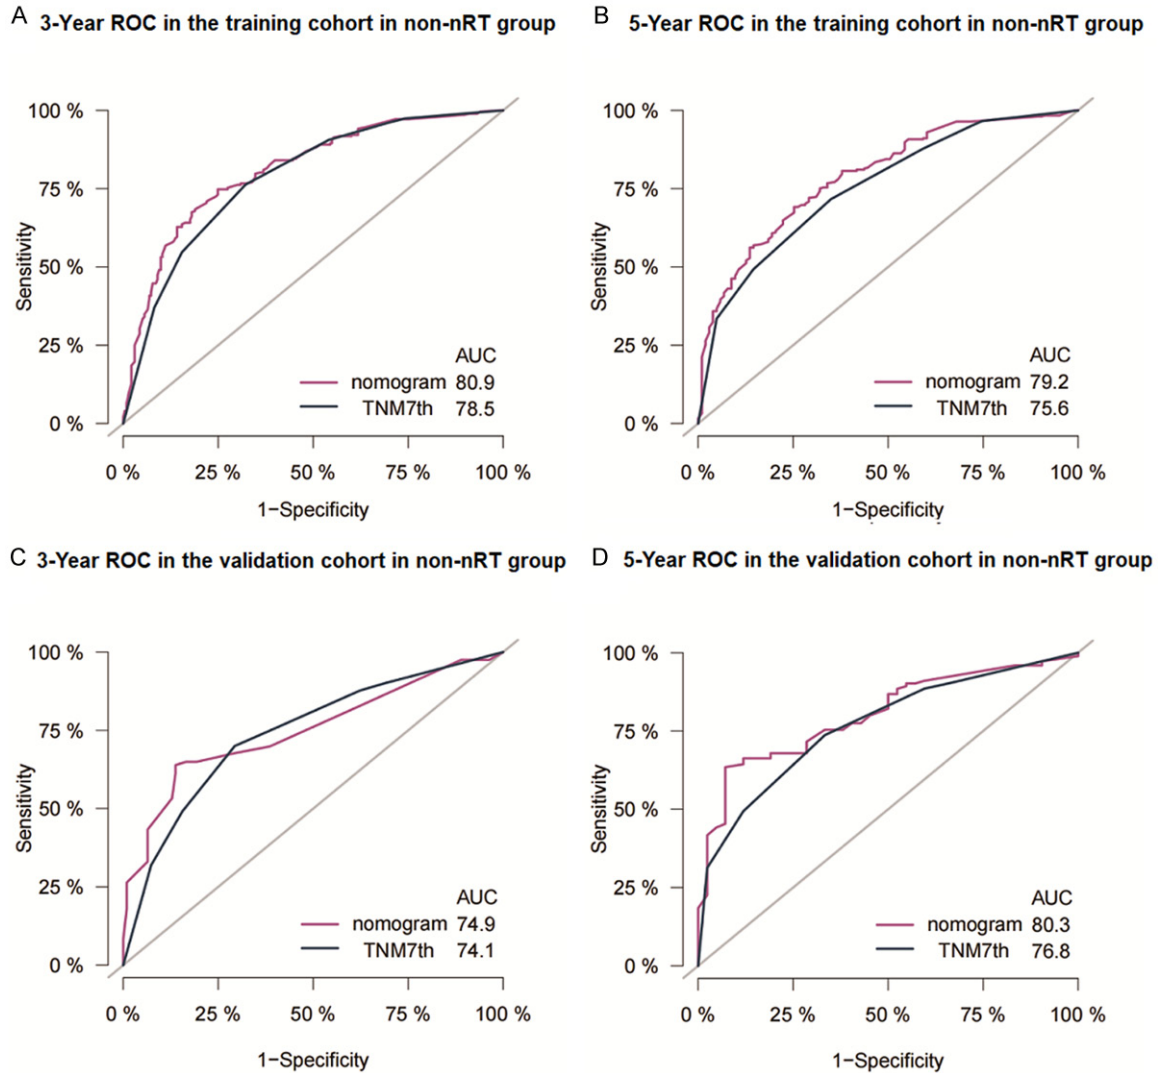 A 3-Year ROC in the training cohort in non-nRT group
100 %
75 %
50 %
25 %
0 %
Sensitivity
AUC
nomogram 80.9
TNM7th 78.5
0 % 25 % 50 % 75 % 100 %
1−Specificity
B 5-Year ROC in the training cohort in non-nRT group
100 %
75 %
50 %
25 %
0 %
Sensitivity
AUC
nomogram 79.2
TNM7th 75.6
0 % 25 % 50 % 75 % 100 %
1−Specificity
C 3-Year ROC in the validation cohort in non-nRT group
100 %
75 %
50 %
25 %
0 %
Sensitivity
AUC
nomogram 74.9
TNM7th 74.1
0 % 25 % 50 % 75 % 100 %
1−Specificity
D 5-Year ROC in the validation cohort in non-nRT group
100 %
75 %
50 %
25 %
0 %
Sensitivity
AUC
nomogram 80.3
TNM7th 76.8
0 % 25 % 50 % 75 % 100 %
1−Specificity